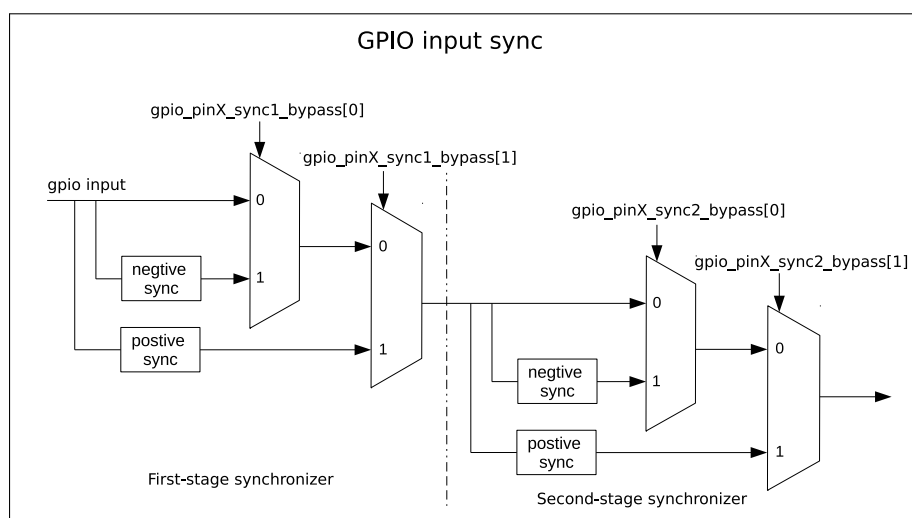 GPIO input sync
gpio_pinX_sync1_bypass[0]
gpio_pinX_sync1_bypass[1]
gpio input
0
0
negtive
sync
1
postive
sync
1
First-stage synchronizer
gpio_pinX_sync2_bypass[0]
gpio_pinX_sync2_bypass[1]
0
0
negtive
sync
1
postive
sync
1
Second-stage synchronizer